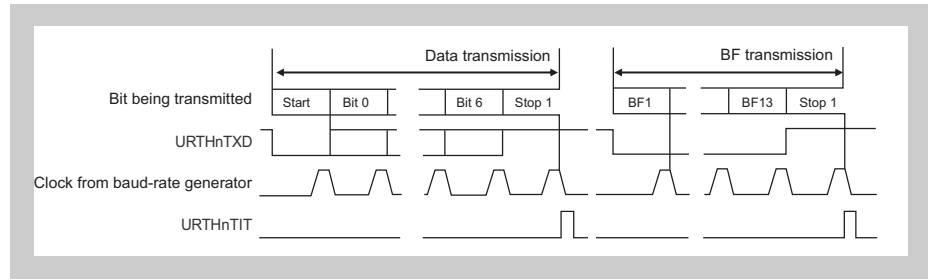 Data transmission BF transmission
Bit being transmitted Start Bit 0 Bit 6 Stop 1 BF1 BF13 Stop 1
URTHnTXD
Clock from baud-rate generator
URTHnTIT